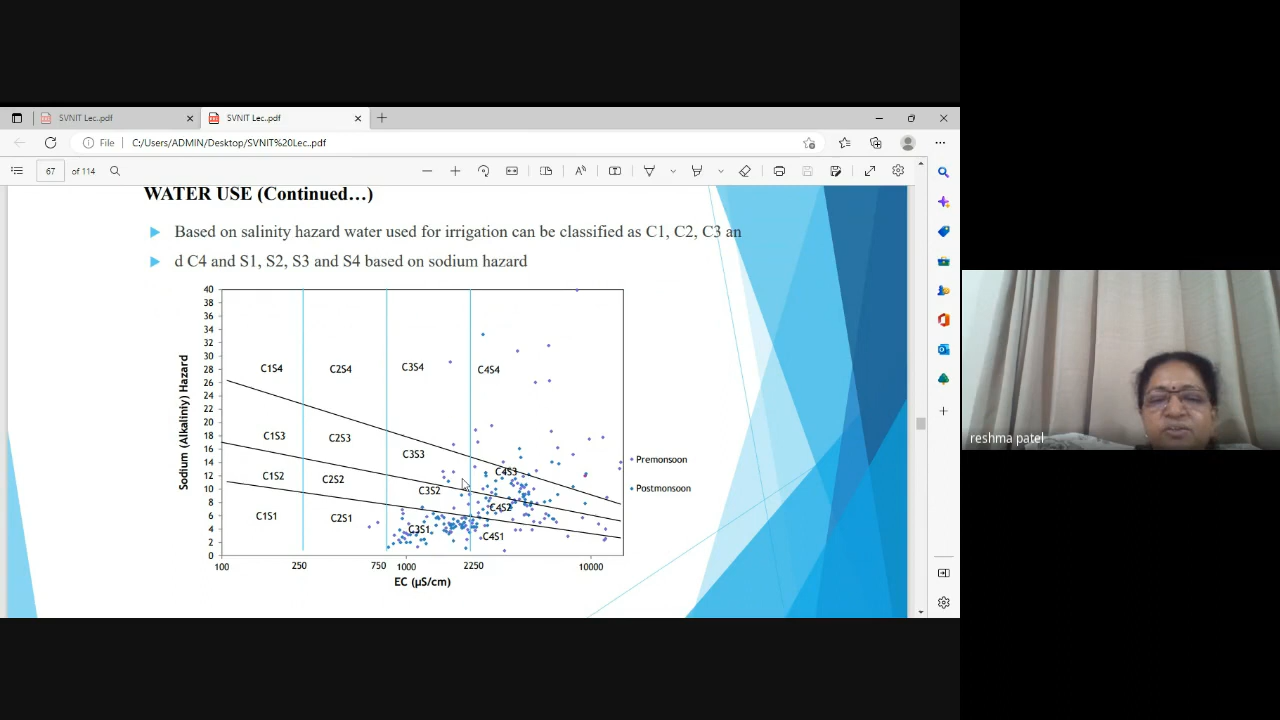 SVNIT Lec..pdf
SVNIT Lec..pdf
File
C:/Users/ADMIN/Desktop/SVNIT%20Lec..pdf
67 of 114
WATER USE (Continued…)
Based on salinity hazard water used for irrigation can be classified as C1, C2, C3 an
d C4 and S1, S2, S3 and S4 based on sodium hazard
40
38
36
34
32
30
28
26
24
22
20
18
16
14
12
10
8
6
4
2
0
Sodium (Alkaliniy) Hazard
C1S4 C2S4 C3S4 C4S4
C1S3 C2S3 C3S3 C4S3
C1S2 C2S2 C3S2 C4S2
C1S1 C2S1 C3S1 C4S1
Premonsoon
Postmonsoon
100 250 750 1000 2250 10000
EC (µS/cm)
reshma patel